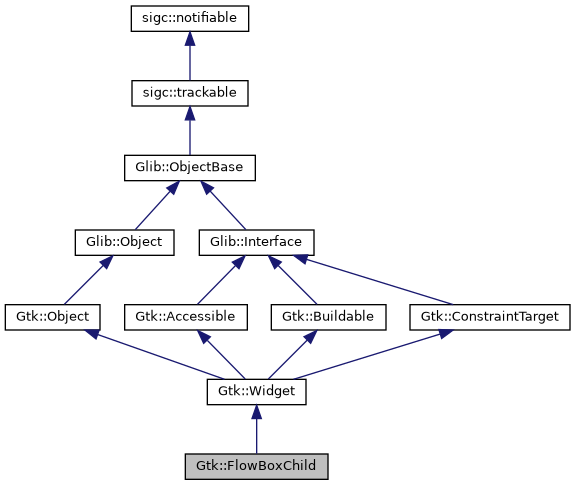 sigc::notifiable
sigc::trackable
Glib::ObjectBase
Glib::Object
Glib::Interface
Gtk::Object
Gtk::Accessible
Gtk::Buildable
Gtk::ConstraintTarget
Gtk::Widget
Gtk::FlowBoxChild